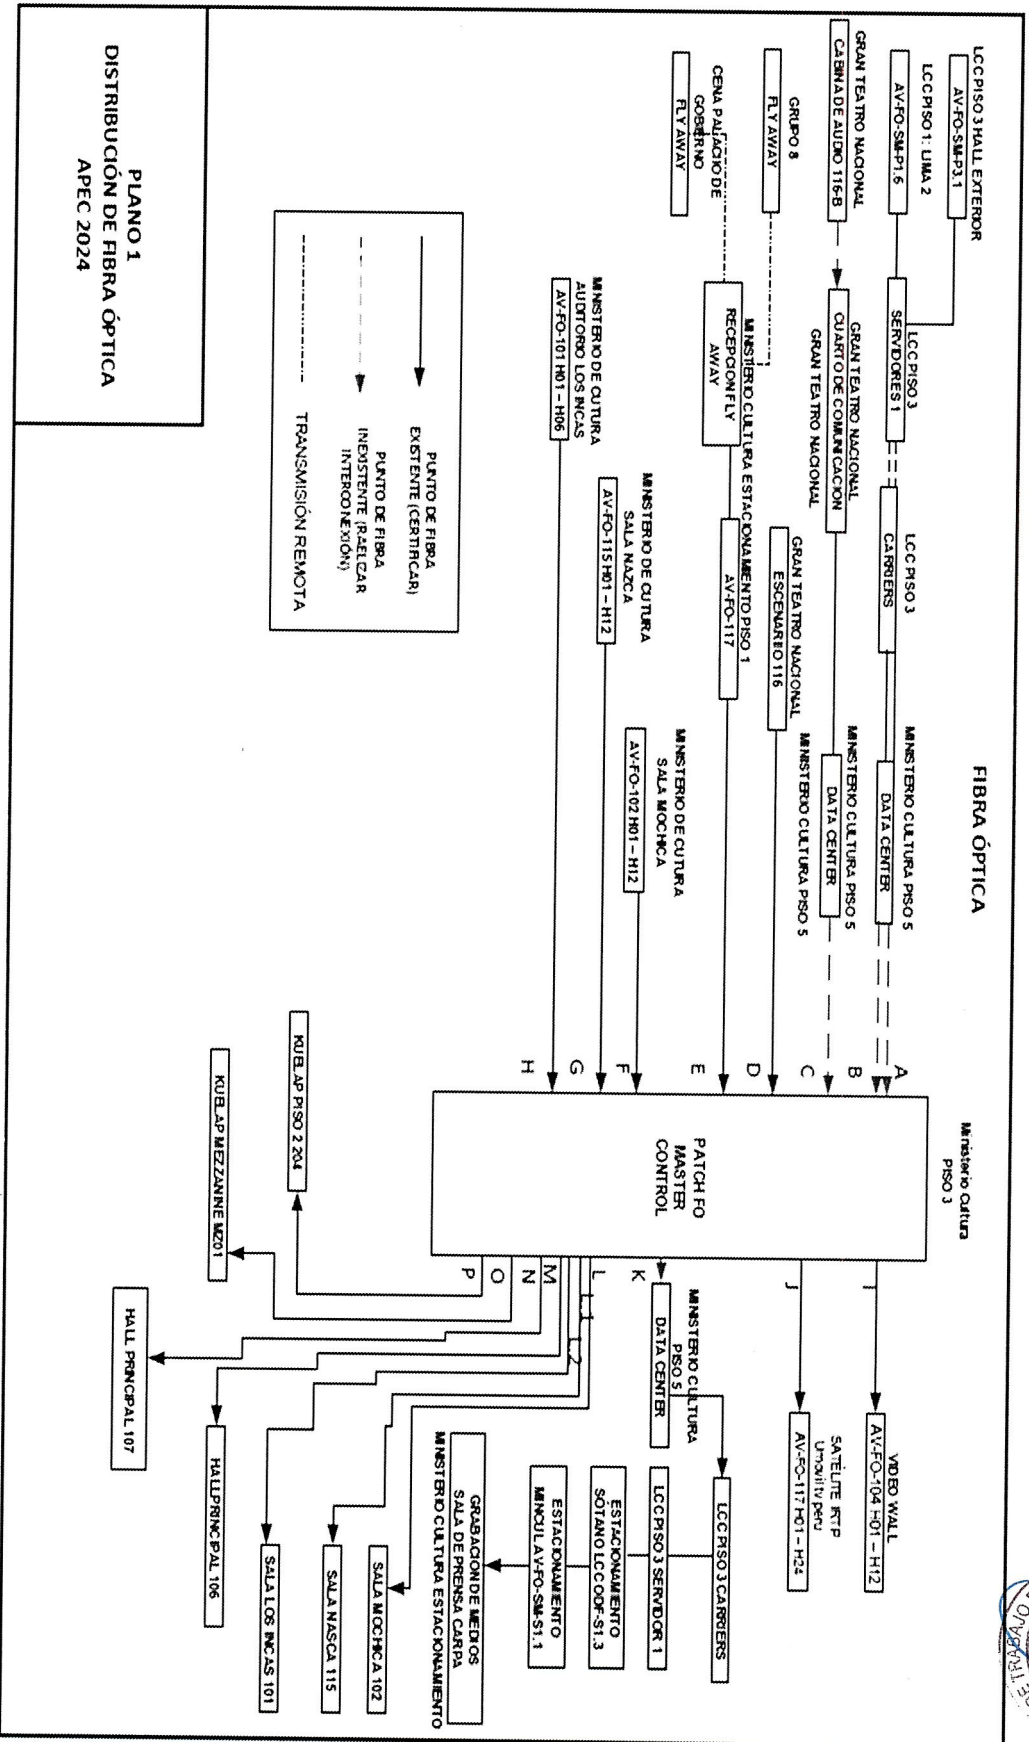 FIBRA ÓPTICA
LCC PISO 3 HALL EXTERIOR
AV-FO-SM-P3.1
LCC PISO 1: LIMA 2
AV-FO-SM-P1.6
LCC PISO 3
SERVIDORES 1
LCC PISO 3
CARRIERS
MINISTERIO CULTURA PISO 5
DATA CENTER
GRAN TEATRO NACIONAL
CABINA DE AUDIO 116-B
GRAN TEATRO NACIONAL
CUARTO DE COMUNICACION
GRAN TEATRO NACIONAL
MINISTERIO CULTURA PISO 5
DATA CENTER
MINISTERIO CULTURA PISO 5
GRAN TEATRO NACIONAL
ESCENARIO 116
GRUPO 8
FLY AWAY
CENA PALACIO DE
GOBIERNO
FLY AWAY
MINISTERIO CULTURA ESTACIONAMIENTO PISO 1
RECEPCION FLY
AWAY
AV-FO-117
MINISTERIO DE CUTURA
SALA MOCHICA
AV-FO-102 H01 – H12
MINISTERIO DE CUTURA
SALA NAZCA
AV-FO-115 H01 – H12
MINISTERIO DE CUTURA
AUDITORIO LOS INCAS
AV-FO-101 H01 – H06
A
B
C
D
E
F
G
H
Ministerio Cultura
PISO 3
PATCH FO
MASTER
CONTROL
I
J
K
L
L1
L2
M
N
O
P
VIDEO WALL
AV-FO-104 H01 – H12
SATÉLITE IRTP
AV-FO-117 H01 – H24
MINISTERIO CULTURA
PISO 5
DATA CENTER
LCC PISO 3 CARRIERS
LCC PISO 3 SERVIDOR 1
ESTACIONAMIENTO
SÓTANO LCC ODF-S1.3
ESTACIONAMIENTO
MINCUL AV-FO-SM-S1.1
GRABACION DE MEDIOS
SALA DE PRENSA CARPA
MINISTERIO CULTURA ESTACIONAMIENTO
SALA MOCHICA 102
SALA NASCA 115
SALA LOS INCAS 101
HALL PRINCIPAL 106
HALL PRINCIPAL 107
KUELAP PISO 2 204
KUELAP MEZZANINE MZ01
PUNTO DE FIBRA
EXISTENTE (CERTIFICAR)
PUNTO DE FIBRA
INEXISTENTE (RAELIZAR
INTERCONEXIÓN)
TRANSMISIÓN REMOTA
PLANO 1
DISTRIBUCIÓN DE FIBRA ÓPTICA
APEC 2024